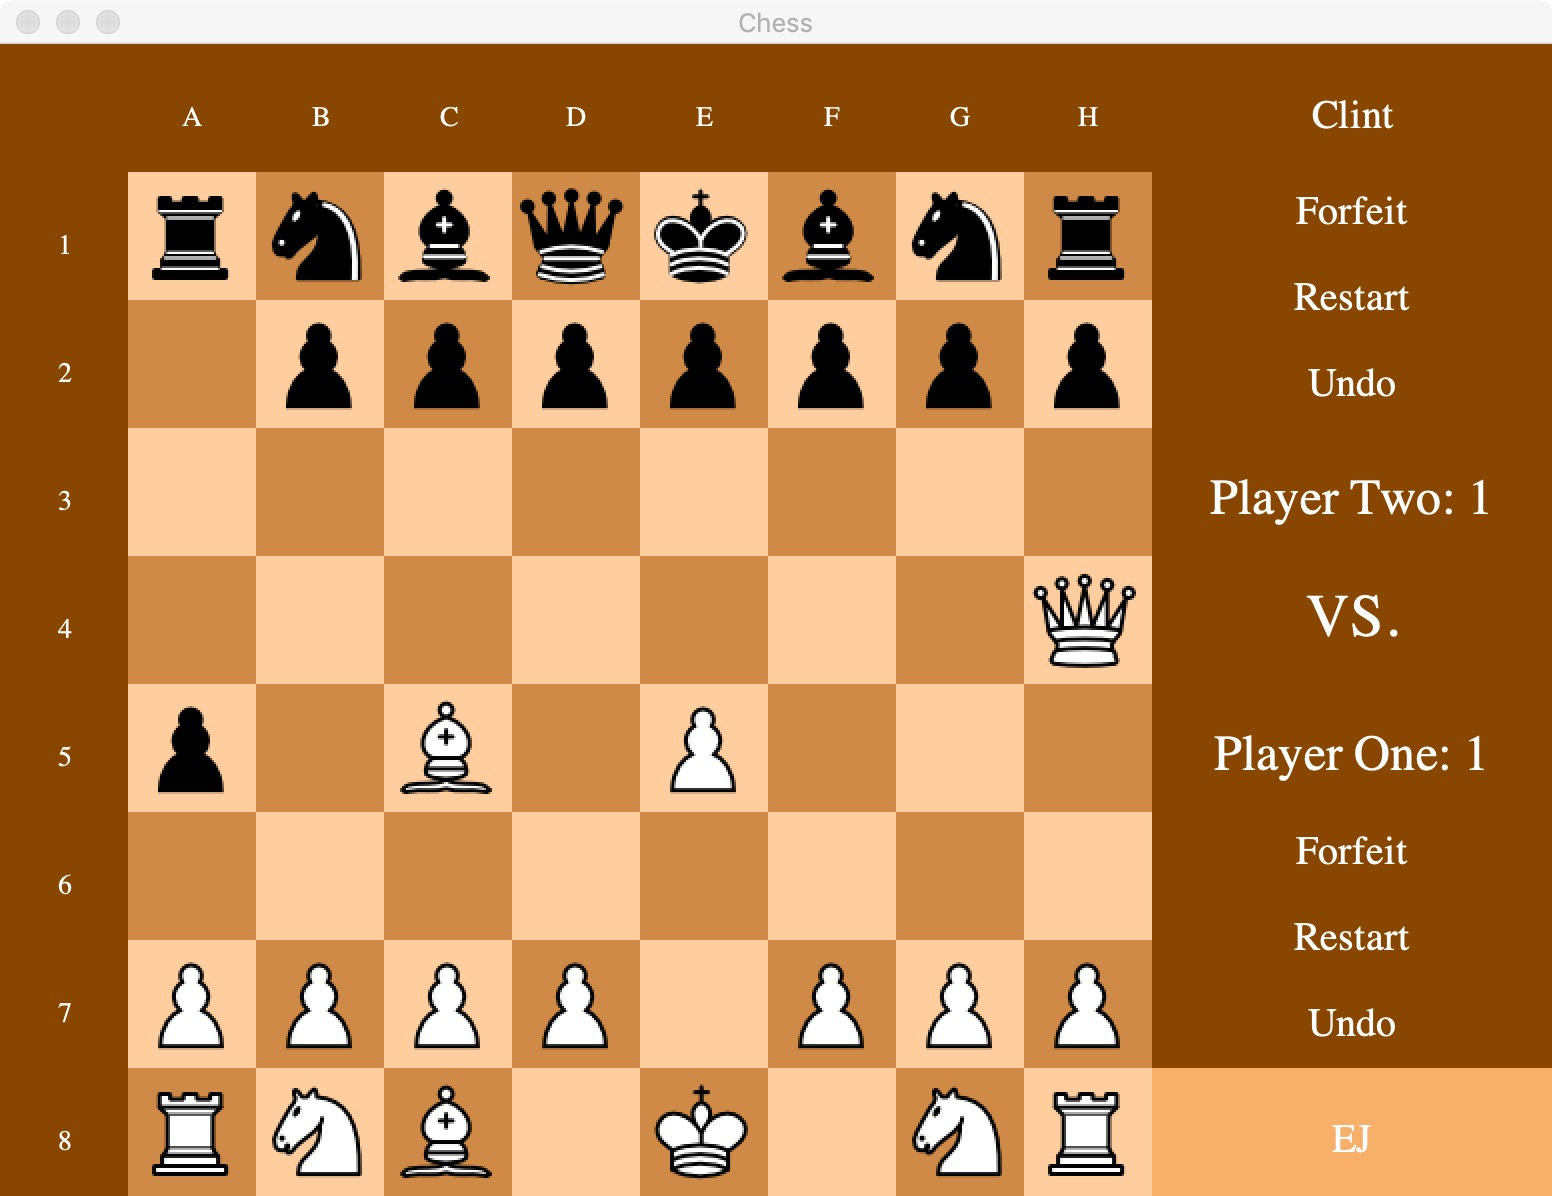 Chess
A B C D E F G H
Clint
1
Forfeit
Restart
2
Undo
3
Player Two: 1
4
VS.
5
Player One: 1
6
Forfeit
Restart
7
Undo
8
EJ